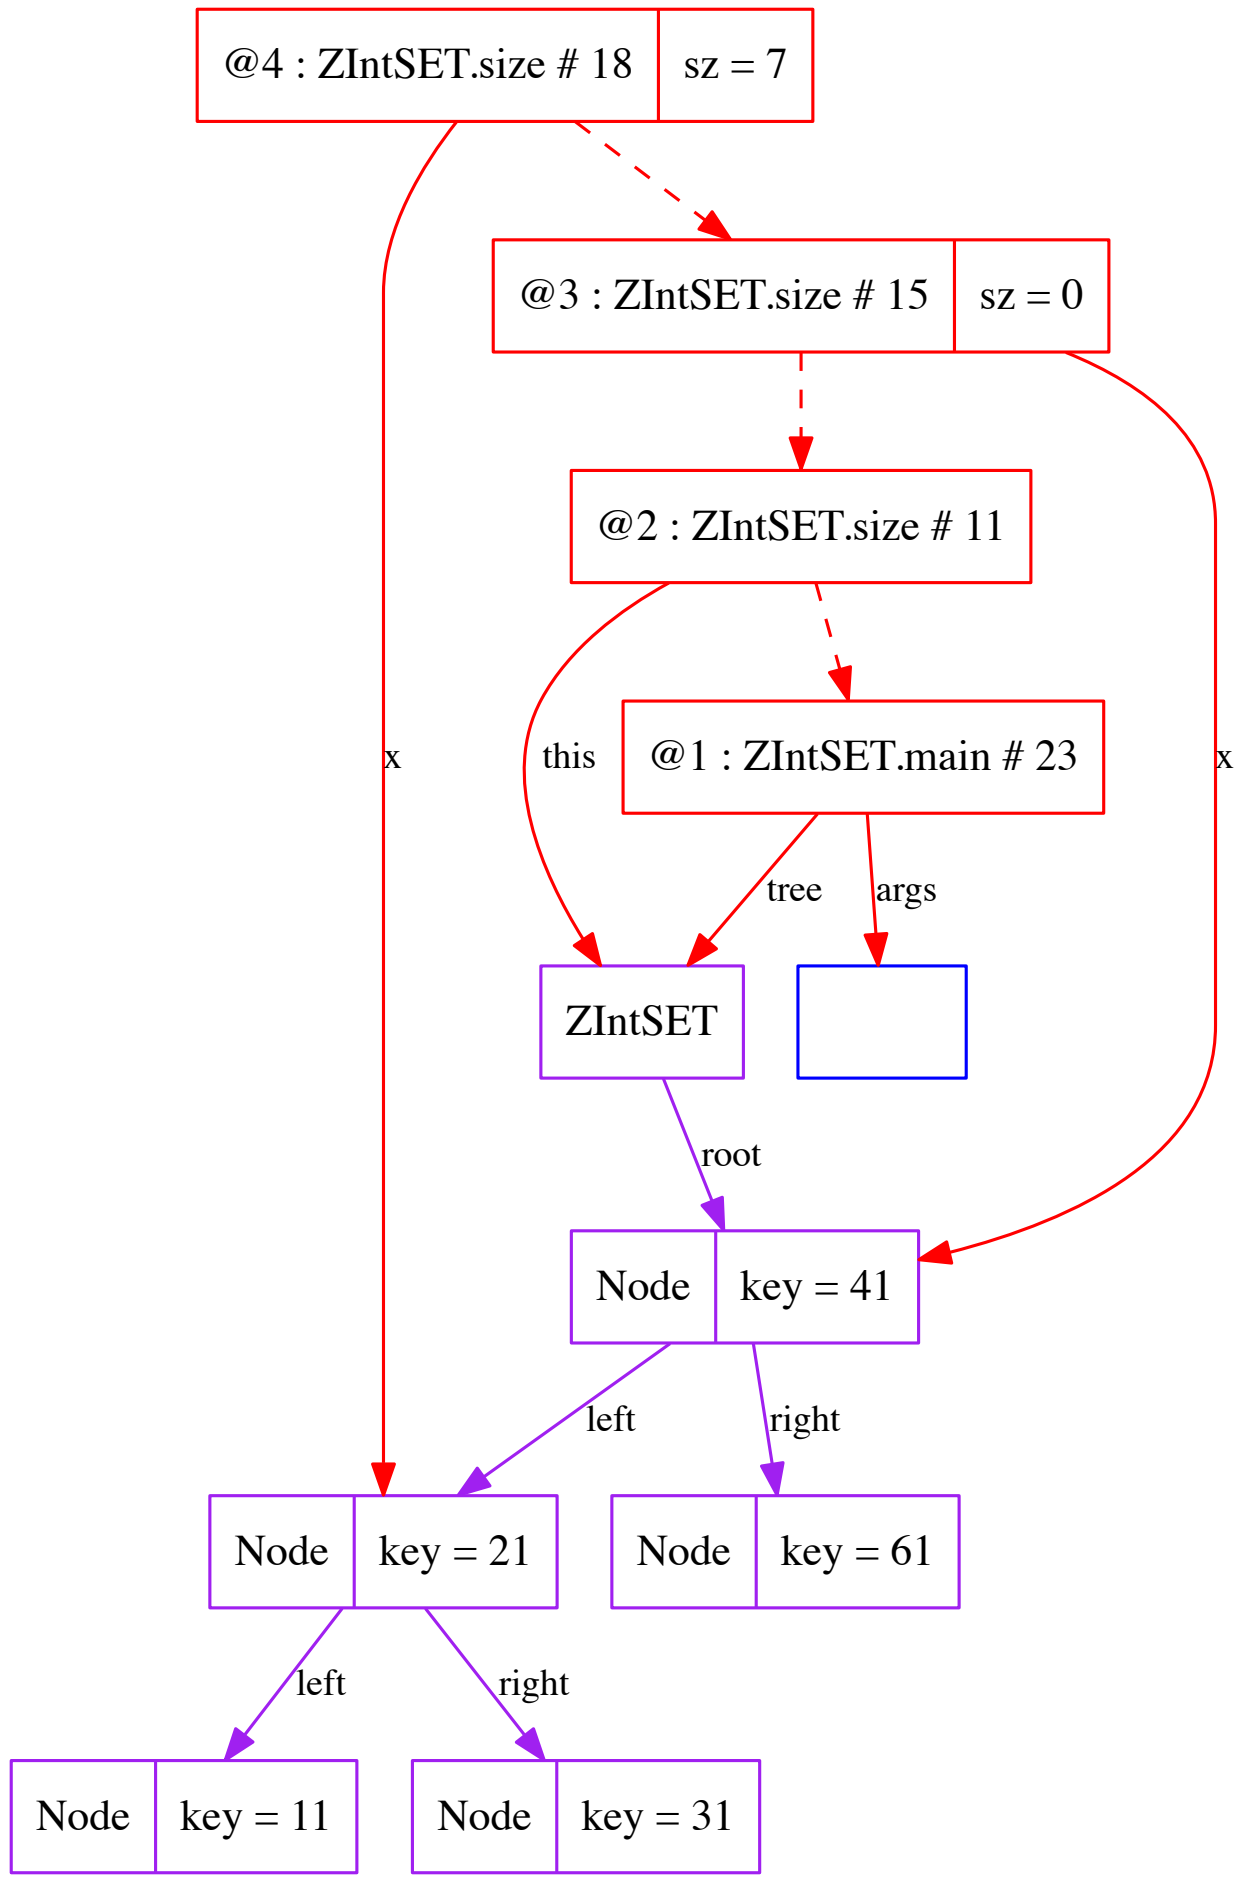 @4 : ZIntSET.size # 18 sz = 7
@3 : ZIntSET.size # 15 sz = 0
@2 : ZIntSET.size # 11
x this @1 : ZIntSET.main # 23 x
tree args
ZIntSET
root
Node key = 41
left right
Node key = 21 Node key = 61
left right
Node key = 11 Node key = 31